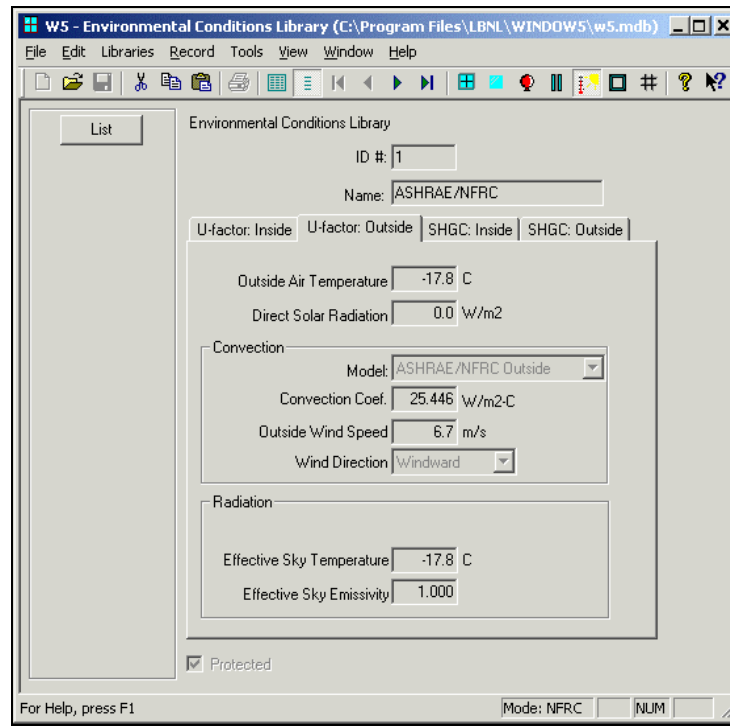 W5 - Environmental Conditions Library (C:\Program Files\LBNL\WINDOW5\w5.mdb)
File Edit Libraries Record Tools View Window Help
List
Environmental Conditions Library
ID #: 1
Name: ASHRAE/NFRC
U-factor: Inside U-factor: Outside SHGC: Inside SHGC: Outside
Outside Air Temperature -17.8 C
Direct Solar Radiation 0.0 W/m2
Convection
Model: ASHRAE/NFRC Outside
Convection Coef. 25.446 W/m2-C
Outside Wind Speed 6.7 m/s
Wind Direction Windward
Radiation
Effective Sky Temperature -17.8 C
Effective Sky Emissivity 1.000
Protected
For Help, press F1 Mode: NFRC NUM